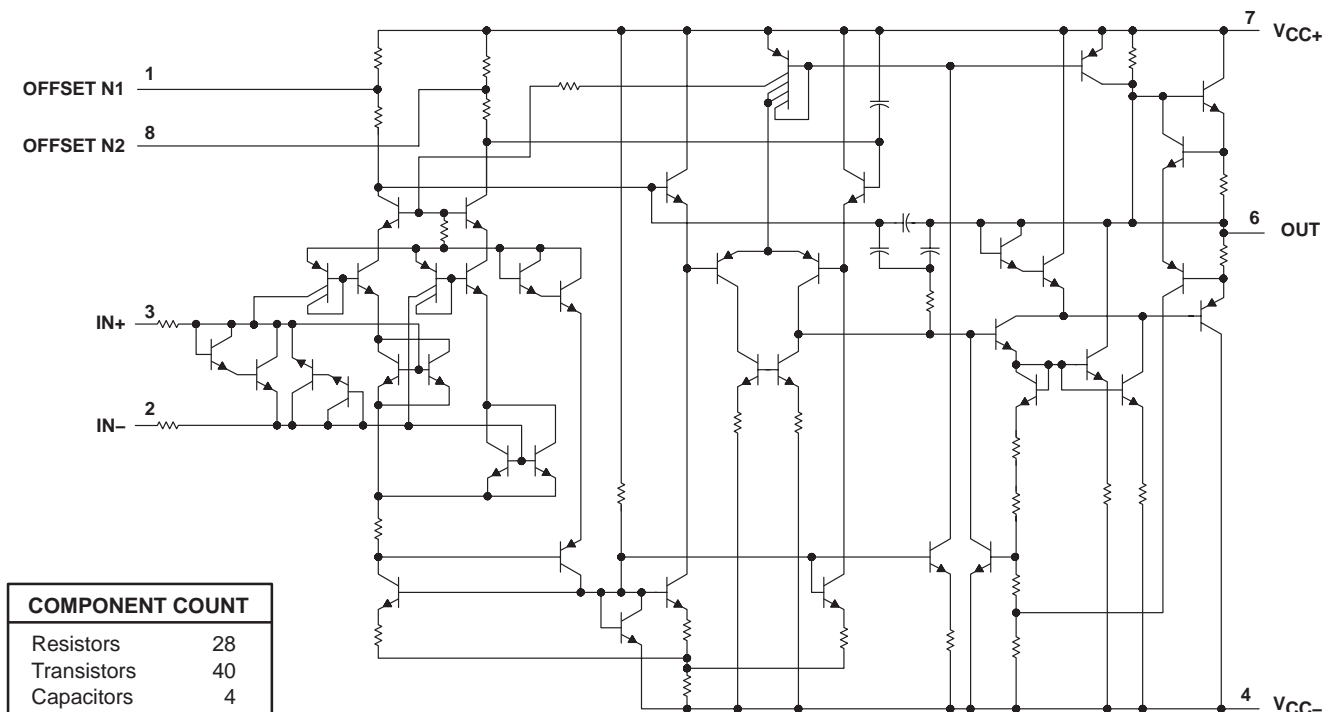 7
VCC+
1
OFFSET N1
8
OFFSET N2
6
OUT
3
IN+
2
IN−
COMPONENT COUNT
Resistors 28
Transistors 40
Capacitors 4
4
VCC−